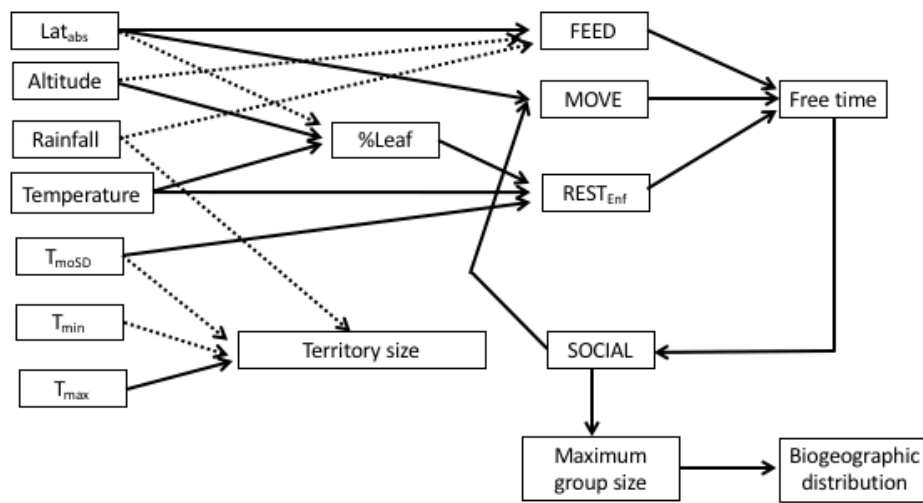 Lat_abs
FEED
Altitude
MOVE
Free time
Rainfall
%Leaf
Temperature
REST_Enf
T_moSD
T_min
Territory size
SOCIAL
T_max
Maximum
group size
Biogeographic
distribution